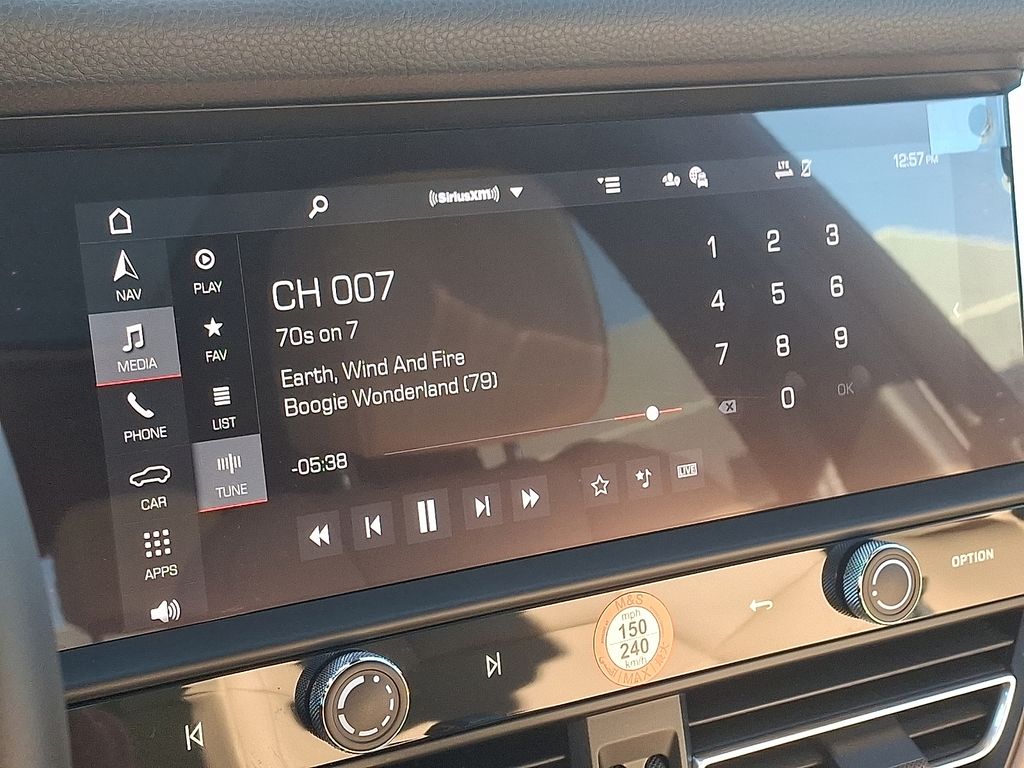 SiriusXM
LTE
12:57 PM
NAV
MEDIA
PHONE
CAR
APPS
PLAY
FAV
LIST
TUNE
CH 007
70s on 7
Earth, Wind And Fire
Boogie Wonderland (79)
-05:38
LIVE
1 2 3
4 5 6
7 8 9
0 OK
OPTION
M&S
mph
150
240
km/h
MAX